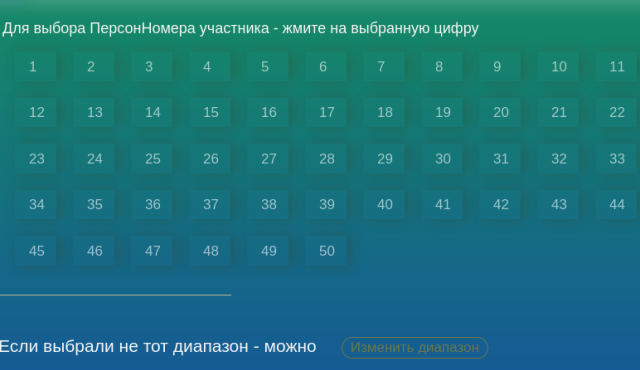 Для выбора ПерсонНомера участника - жмите на выбранную цифру
1 2 3 4 5 6 7 8 9 10 11
12 13 14 15 16 17 18 19 20 21 22
23 24 25 26 27 28 29 30 31 32 33
34 35 36 37 38 39 40 41 42 43 44
45 46 47 48 49 50
Если выбрали не тот диапазон - можно Изменить диапазон